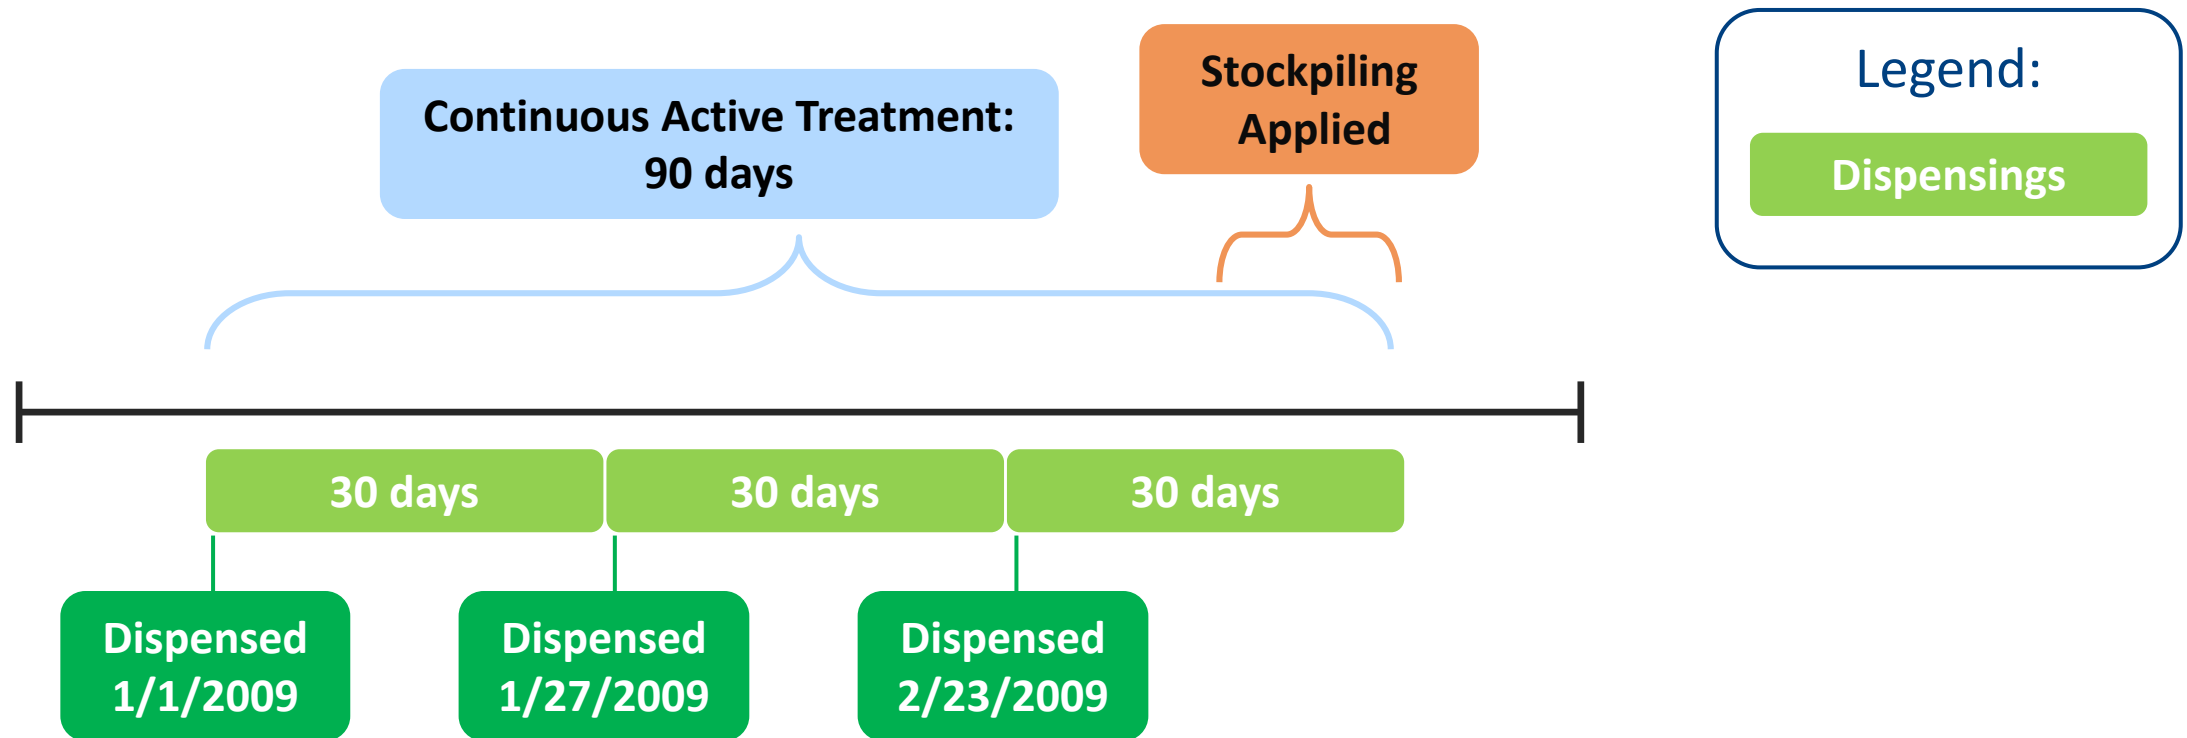 Continuous Active Treatment:
90 days
Stockpiling
Applied
Legend:
Dispensings
30 days
30 days
30 days
Dispensed
1/1/2009
Dispensed
1/27/2009
Dispensed
2/23/2009